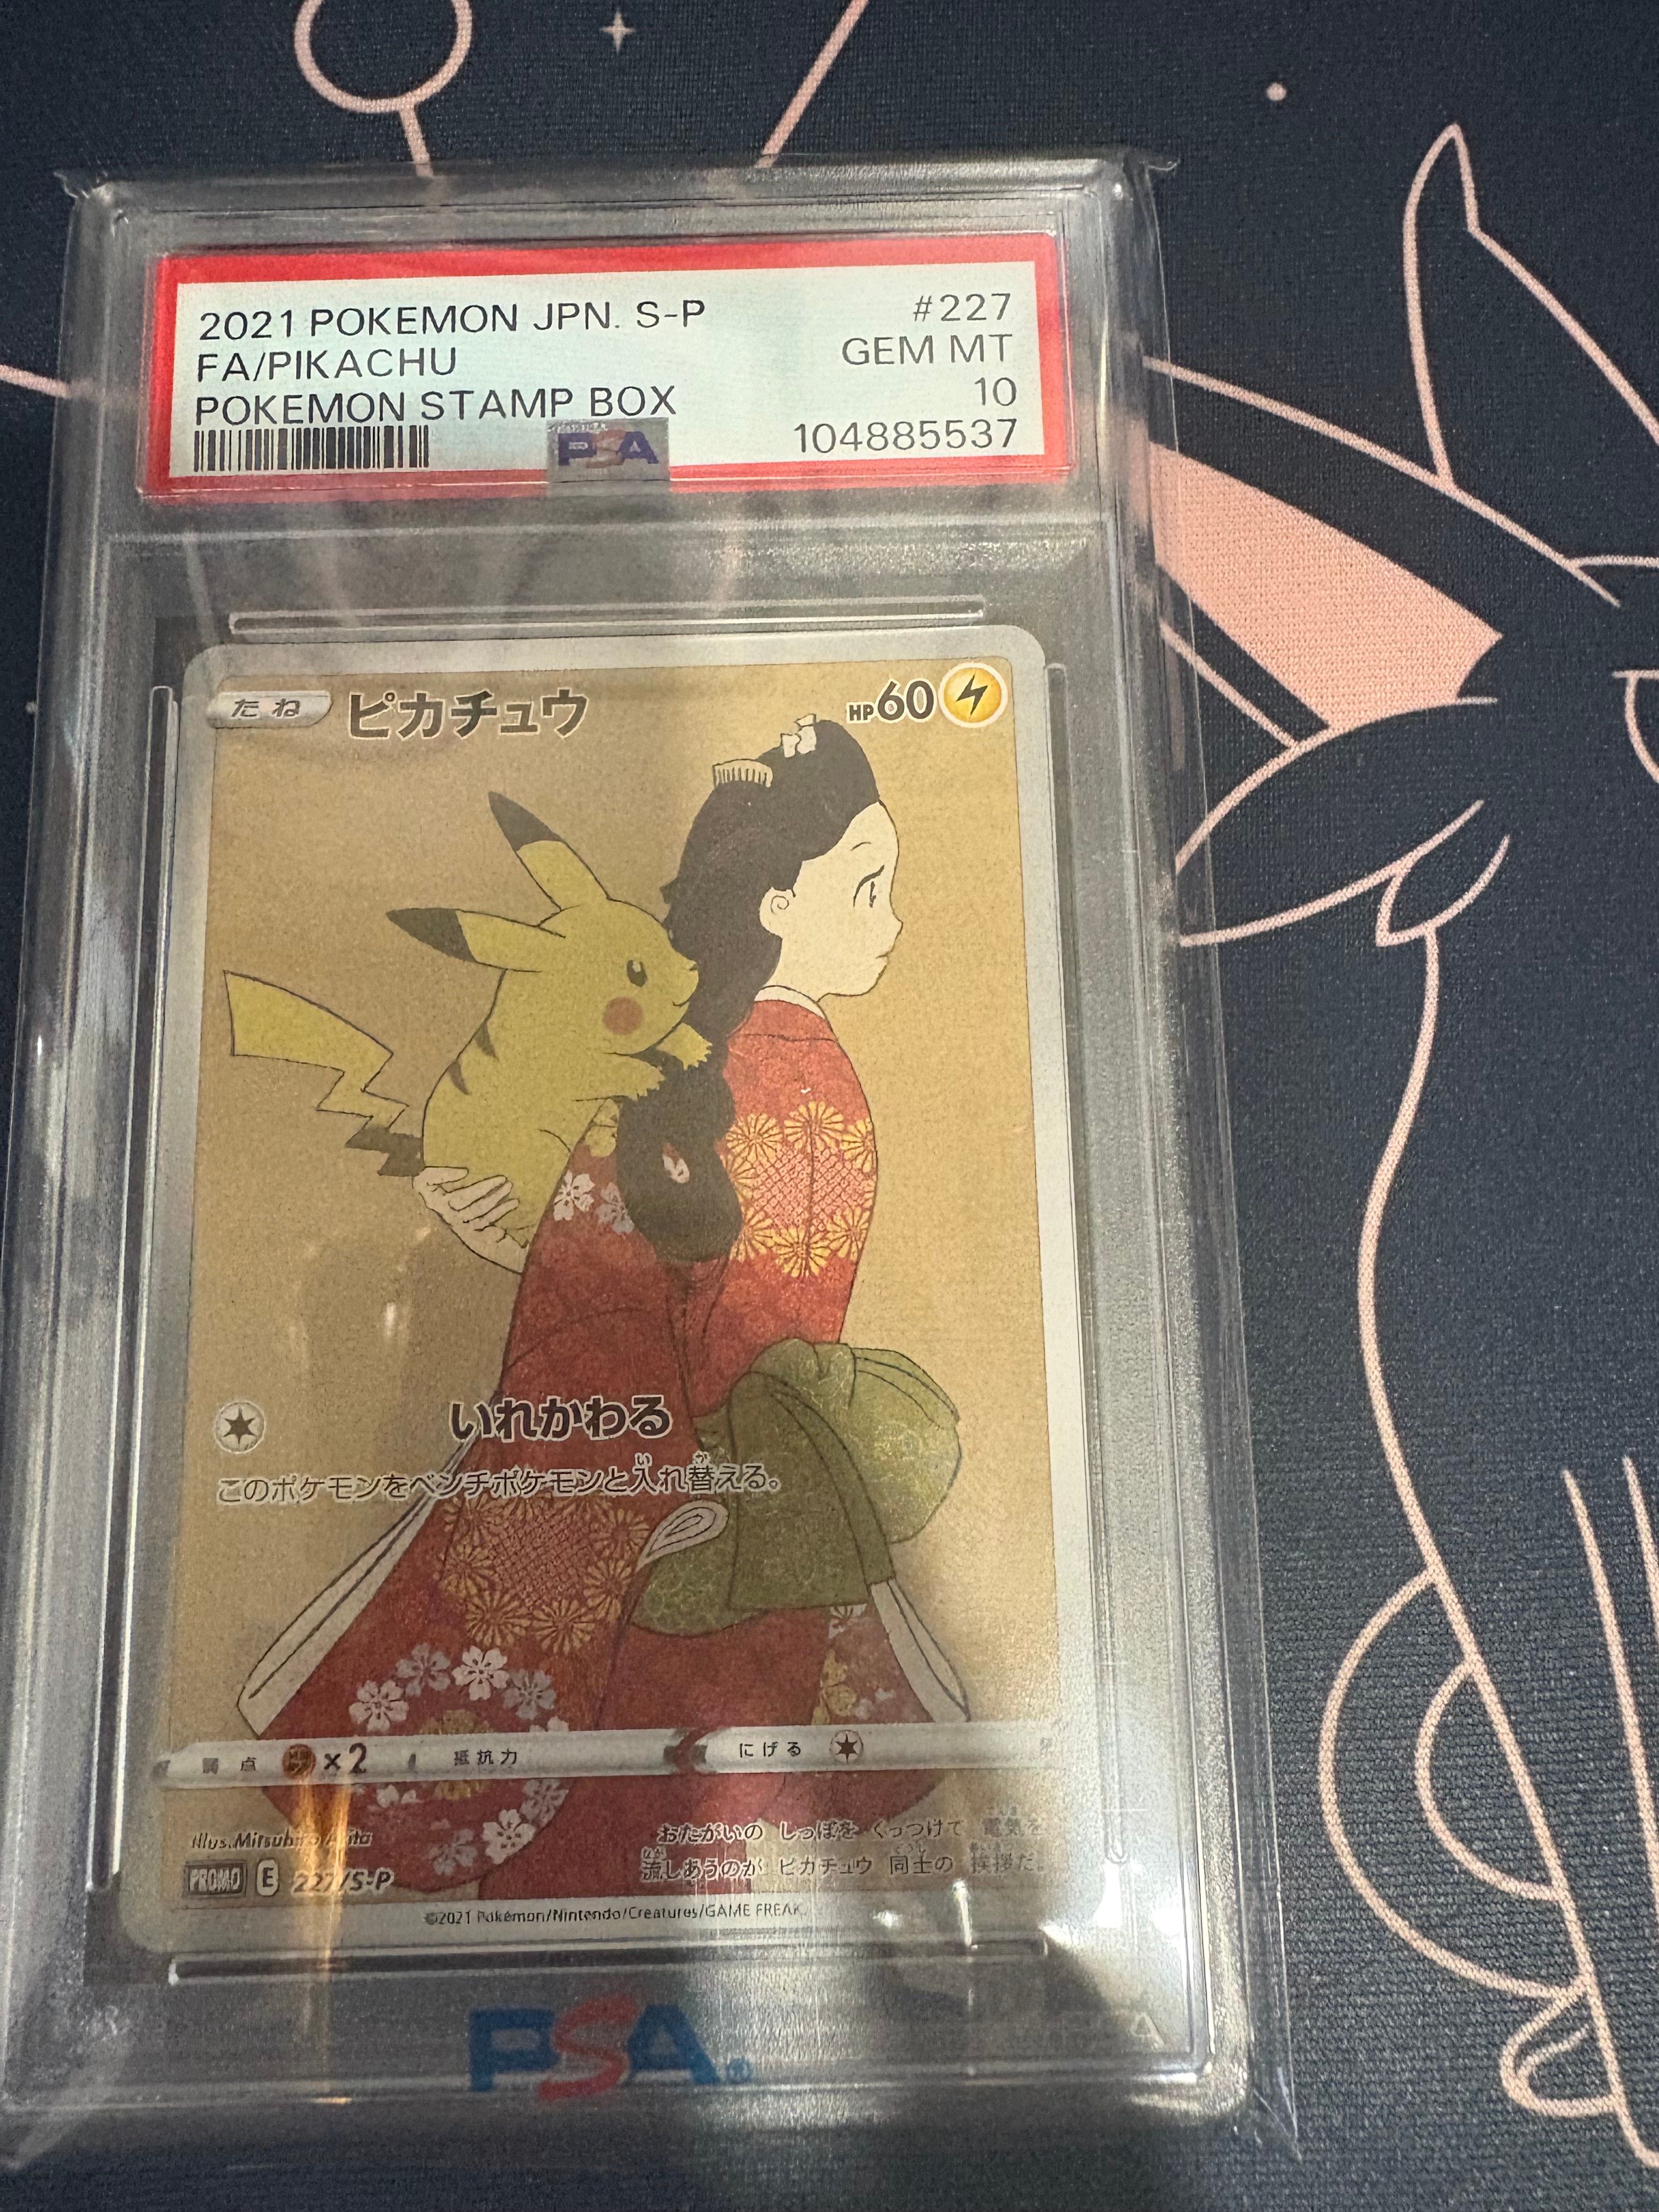 2021 POKEMON JPN. S-P #227
FA/PIKACHU GEM MT
POKEMON STAMP BOX 10
PSA 104885537
たね ピカチュウ HP60
いれかわる
このポケモンをベンチポケモンと入れ替える。
弱点 ×2 抵抗力 にげる
Illus. Mitsuhiro Arita
おたがいの しっぽを くっつけて 電気を
流しあうのが ピカチュウ 同士の 挨拶だ。
PROMO E 227/S-P
©2021 Pokémon/Nintendo/Creatures/GAME FREAK.
PSA®